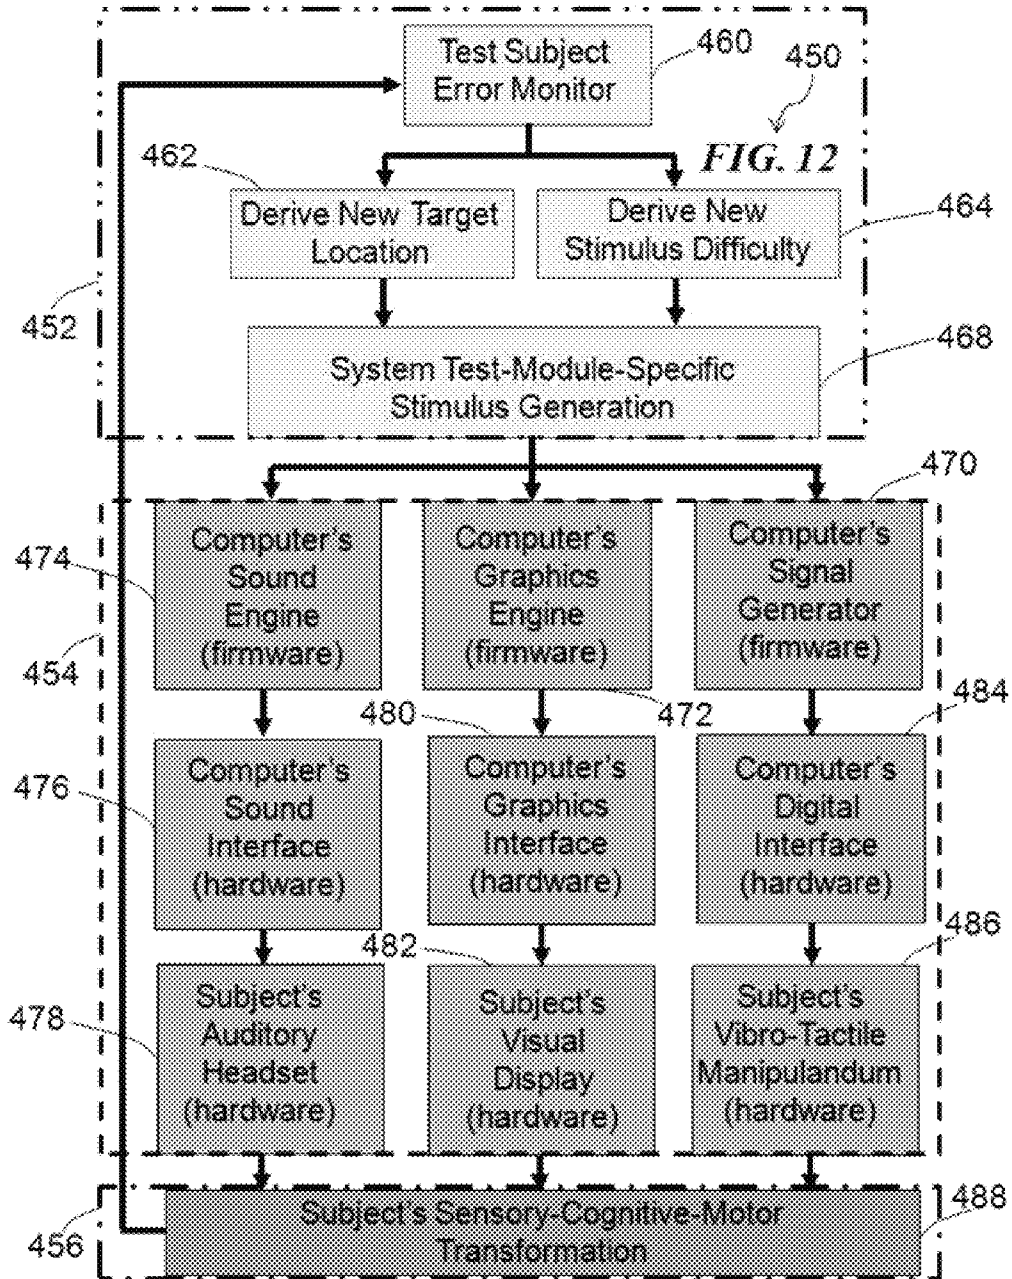 Test Subject
Error Monitor
460
450
FIG. 12
462
Derive New Target
Location
Derive New
Stimulus Difficulty
464
452
System Test-Module-Specific
Stimulus Generation
468
470
474
Computer's
Sound
Engine
(firmware)
Computer's
Graphics
Engine
(firmware)
Computer's
Signal
Generator
(firmware)
454
480
472
484
476
Computer's
Sound
Interface
(hardware)
Computer's
Graphics
Interface
(hardware)
Computer's
Digital
Interface
(hardware)
482
486
478
Subject's
Auditory
Headset
(hardware)
Subject's
Visual
Display
(hardware)
Subject's
Vibro-Tactile
Manipulandum
(hardware)
456
Subject's Sensory-Cognitive-Motor
Transformation
488